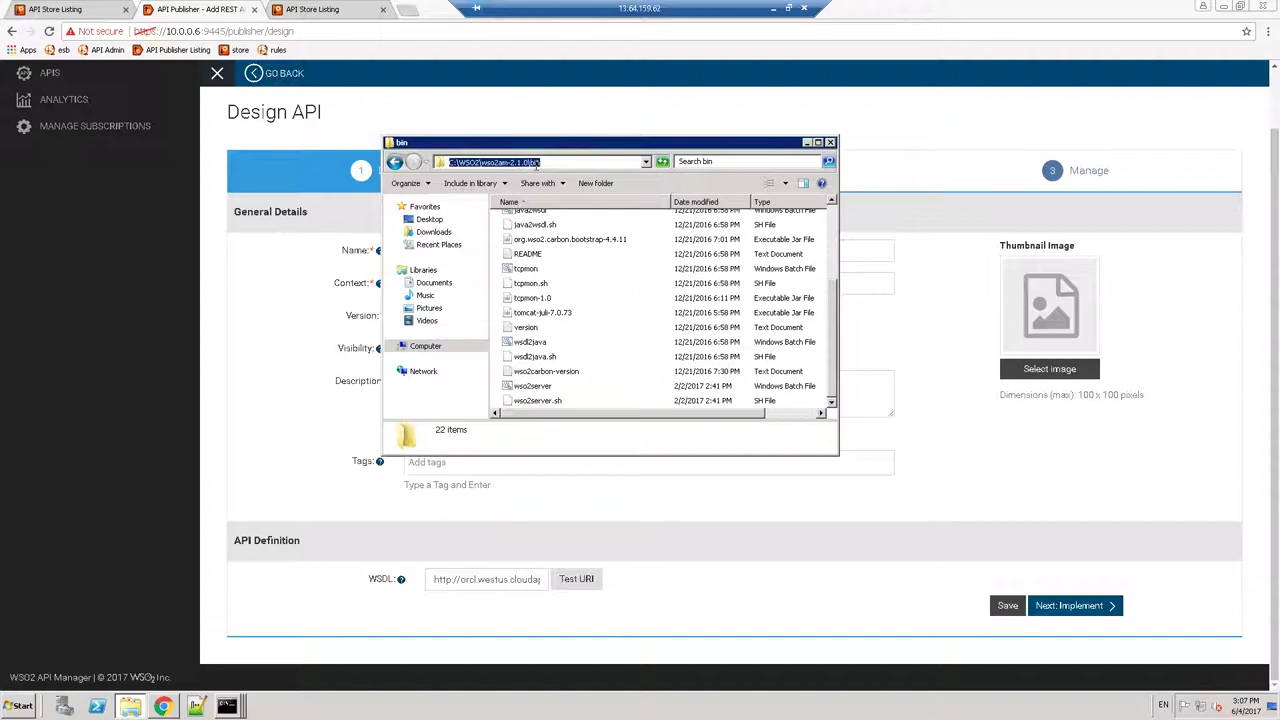 API Store Listing
API Publisher - Add REST A
API Store Listing
13.64.159.62
Not secure
https://10.0.0.6:9445/publisher/design
Apps
esb
API Admin
API Publisher Listing
store
rules
APIS
ANALYTICS
MANAGE SUBSCRIPTIONS
GO BACK
Design API
1
3
Manage
General Details
Name:*
Context:*
Version:
Visibility:
Description
Tags:
Add tags
Type a Tag and Enter
Thumbnail Image
Select image
Dimensions (max): 100 x 100 pixels
bin
C:\WSO2\wso2am-2.1.0\bin
Search bin
Organize
Include in library
Share with
New folder
Favorites
Desktop
Downloads
Recent Places
Libraries
Documents
Music
Pictures
Videos
Computer
Network
Name Date modified Type
java2wsdl 12/21/2016 6:58 PM Windows Batch File
java2wsdl.sh 12/21/2016 6:58 PM SH File
org.wso2.carbon.bootstrap-4.4.11 12/21/2016 7:01 PM Executable Jar File
README 12/21/2016 6:58 PM Text Document
tcpmon 12/21/2016 6:58 PM Windows Batch File
tcpmon.sh 12/21/2016 6:58 PM SH File
tcpmon-1.0 12/21/2016 6:11 PM Executable Jar File
tomcat-juli-7.0.73 12/21/2016 5:58 PM Executable Jar File
version 12/21/2016 6:58 PM Text Document
wsdl2java 12/21/2016 6:58 PM Windows Batch File
wsdl2java.sh 12/21/2016 6:58 PM SH File
wso2carbon-version 12/21/2016 7:30 PM Text Document
wso2server 2/2/2017 2:41 PM Windows Batch File
wso2server.sh 2/2/2017 2:41 PM SH File
22 items
API Definition
WSDL:
http://orcl.westus.cloudap
Test URI
Save
Next: Implement
WSO2 API Manager | © 2017 WSO2 Inc.
Start
EN
3:07 PM
6/4/2017